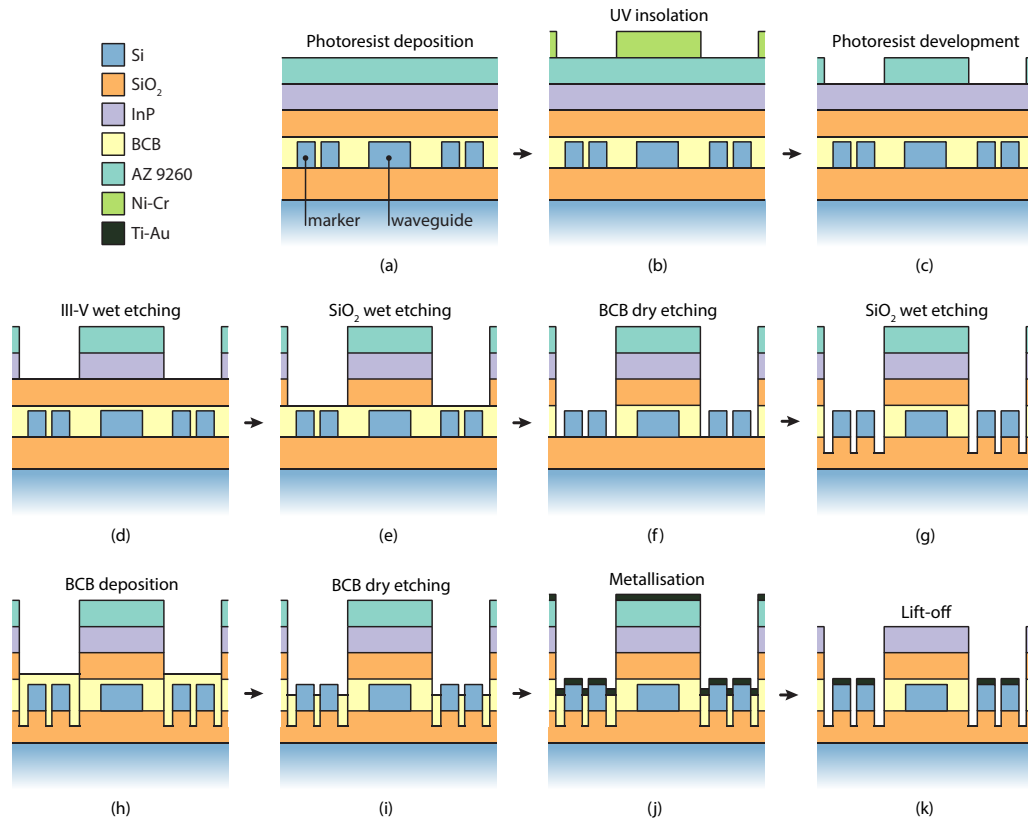 Si
SiO₂
InP
BCB
AZ 9260
Ni-Cr
Ti-Au
Photoresist deposition
marker
waveguide
(a)
UV insolation
(b)
Photoresist development
(c)
III-V wet etching
(d)
SiO₂ wet etching
(e)
BCB dry etching
(f)
SiO₂ wet etching
(g)
BCB deposition
(h)
BCB dry etching
(i)
Metallisation
(j)
Lift-off
(k)